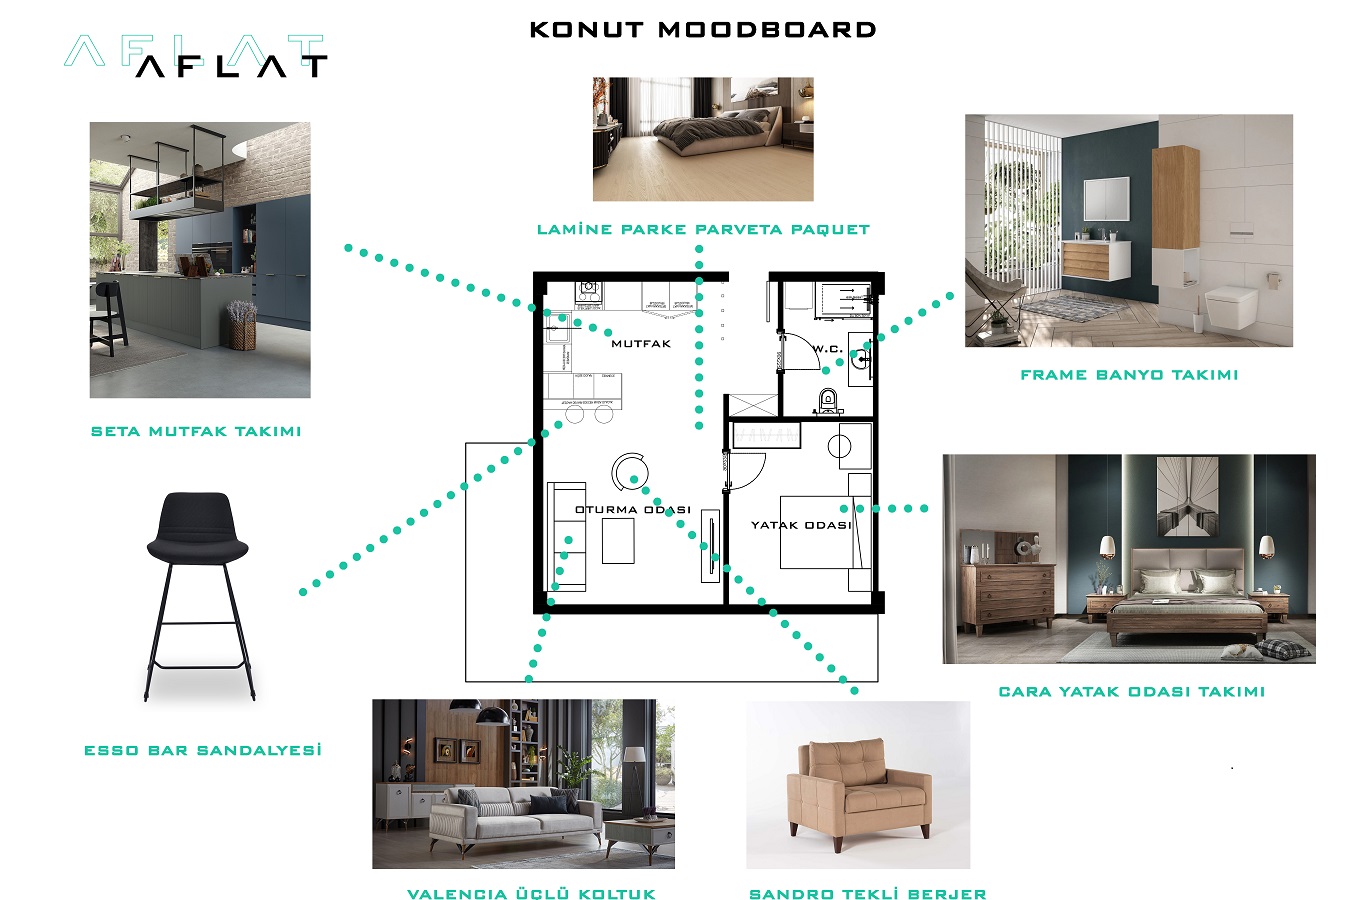 KONUT MOODBOARD
AFLAT
AFLAT
LAMİNE PARKE PARVETA PAQUET
MUTFAK
W.C.
FRAME BANYO TAKIMI
SETA MUTFAK TAKIMI
OTURMA ODASI
YATAK ODASI
CARA YATAK ODASI TAKIMI
ESSO BAR SANDALYESİ
VALENCIA ÜÇLÜ KOLTUK
SANDRO TEKLİ BERJER